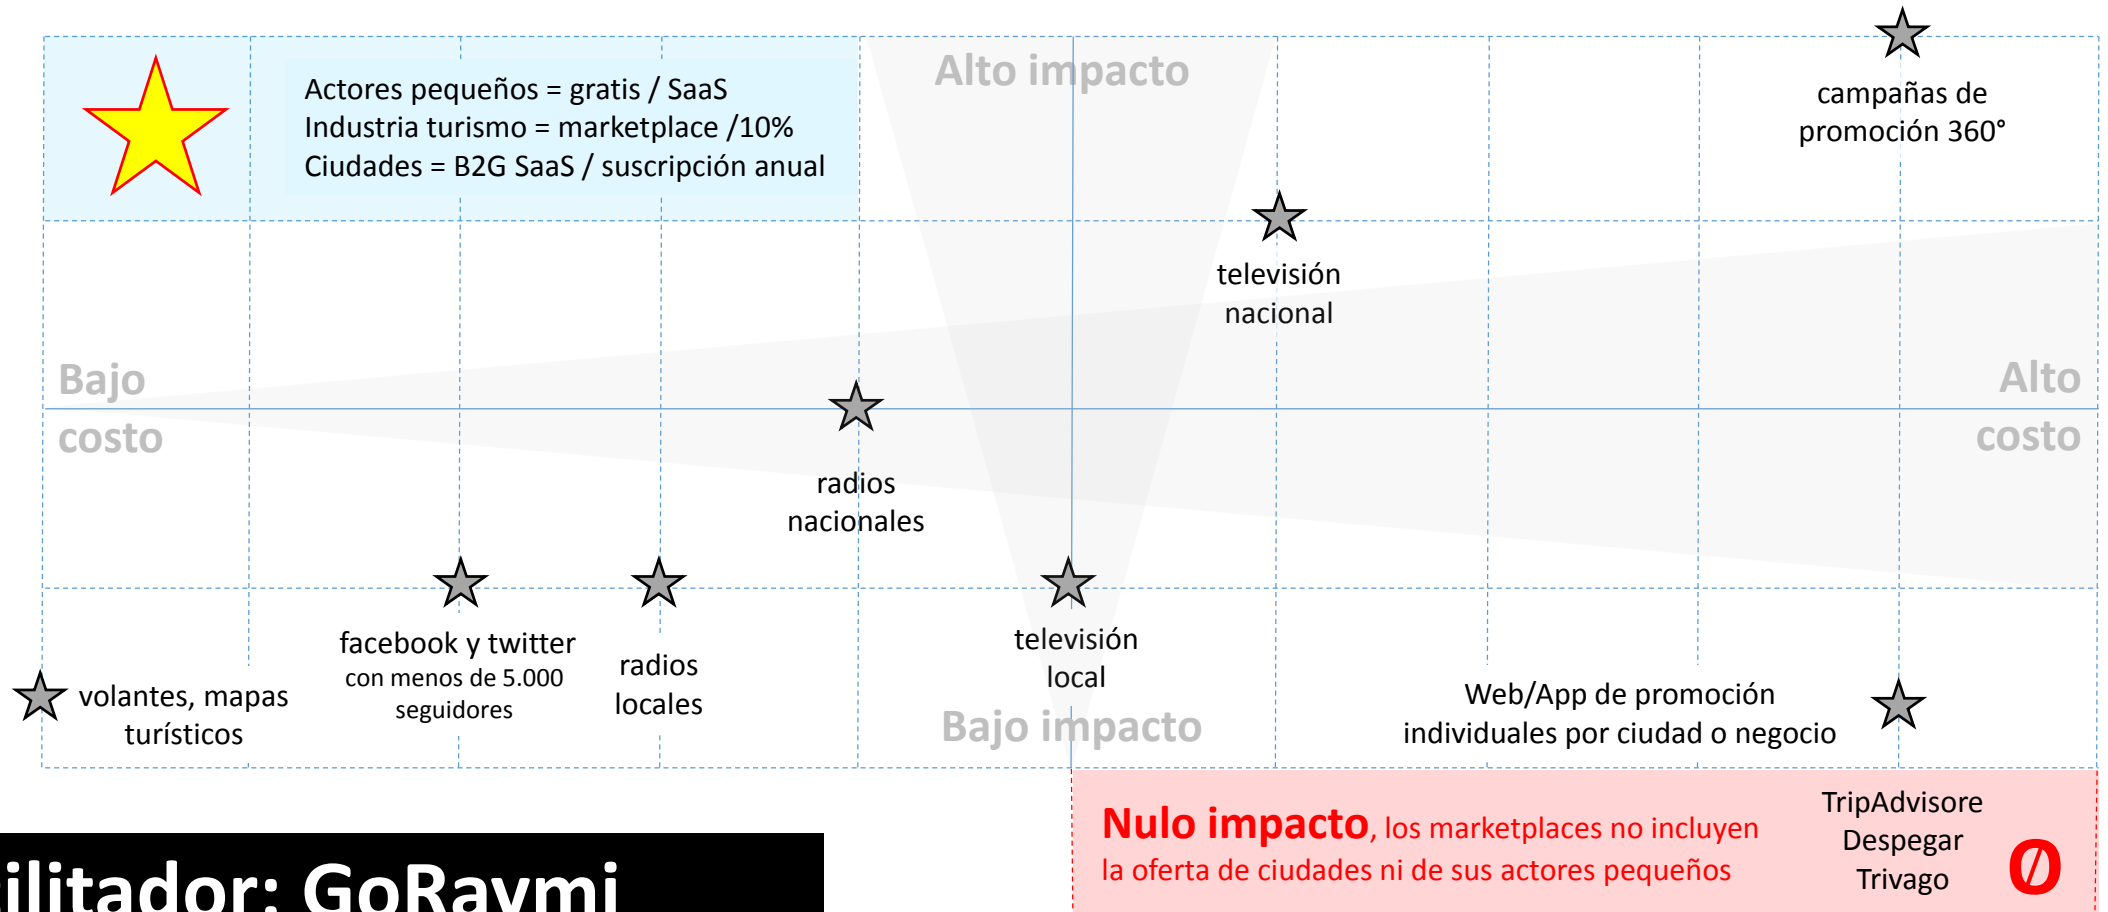 Actores pequeños = gratis / SaaS
Industria turismo = marketplace /10%
Ciudades = B2G SaaS / suscripción anual
Alto impacto
campañas de
promoción 360°
televisión
nacional
Bajo
costo
Alto
costo
radios
nacionales
facebook y twitter
con menos de 5.000
seguidores
radios
locales
televisión
local
volantes, mapas
turísticos
Bajo impacto
Web/App de promoción
individuales por ciudad o negocio
Nulo impacto, los marketplaces no incluyen
la oferta de ciudades ni de sus actores pequeños
TripAdvisore
Despegar
Trivago
Ø
ilitador: GoRaymi